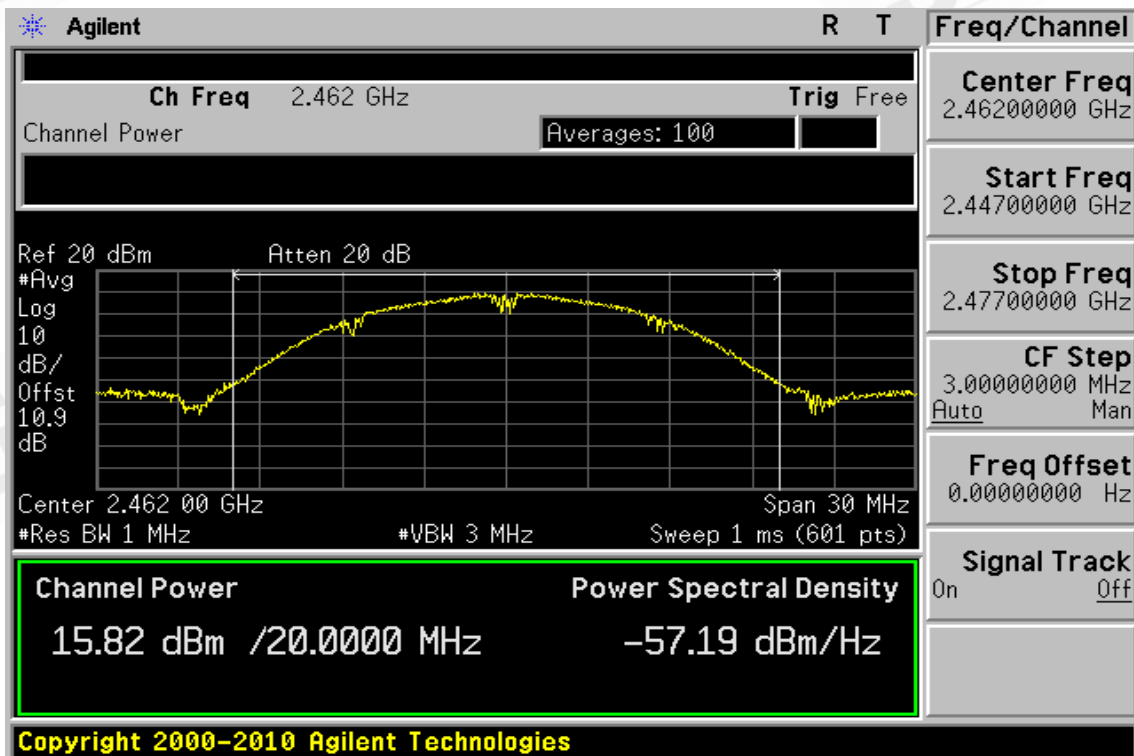 Agilent R T
Freq/Channel
Ch Freq 2.462 GHz Trig Free
Channel Power Averages: 100
Ref 20 dBm Atten 20 dB
#Avg
Log
10
dB/
Offst
10.9
dB
Center 2.462 00 GHz Span 30 MHz
#Res BW 1 MHz #VBW 3 MHz Sweep 1 ms (601 pts)
Channel Power Power Spectral Density
15.82 dBm /20.0000 MHz -57.19 dBm/Hz
Center Freq
2.46200000 GHz
Start Freq
2.44700000 GHz
Stop Freq
2.47700000 GHz
CF Step
3.00000000 MHz
Auto Man
Freq Offset
0.00000000 Hz
Signal Track
On Off
Copyright 2000-2010 Agilent Technologies